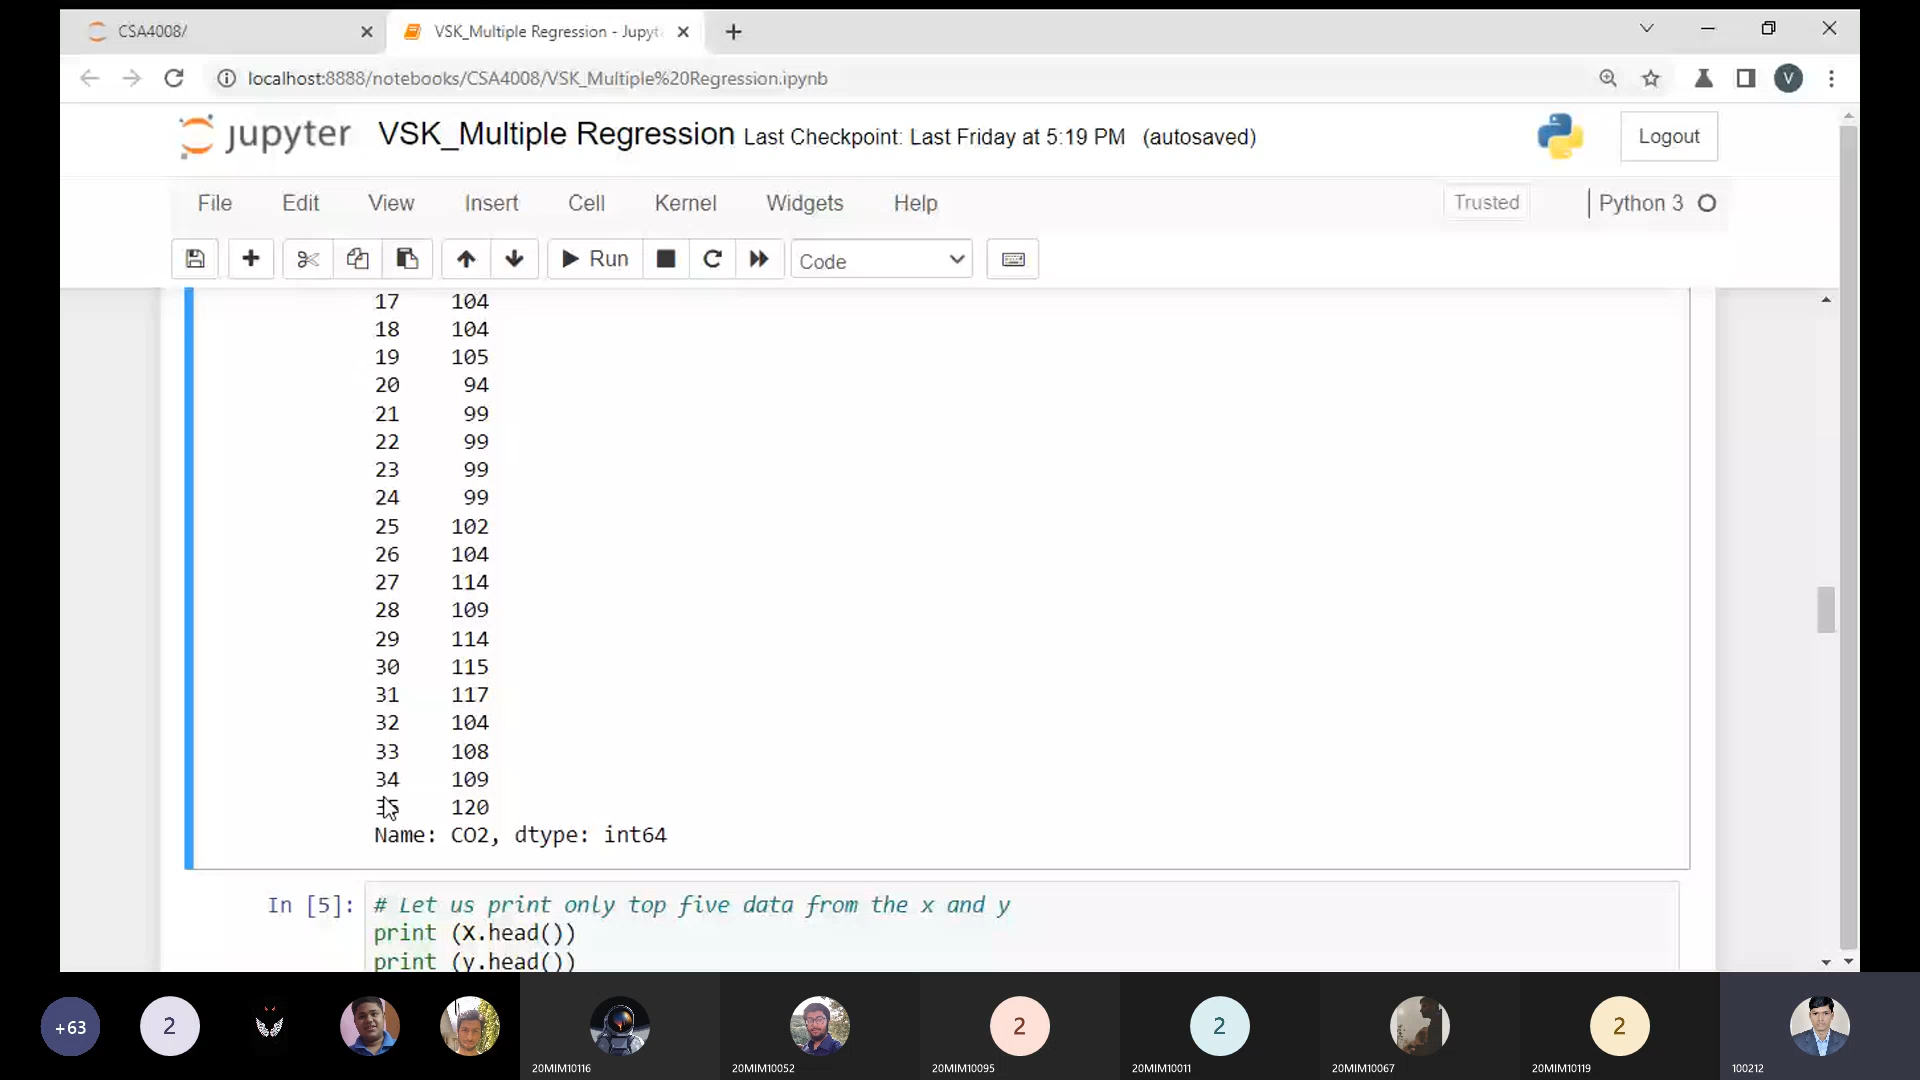 CSA4008/
VSK_Multiple Regression - Jupyt
localhost:8888/notebooks/CSA4008/VSK_Multiple%20Regression.ipynb
V
jupyter VSK_Multiple Regression Last Checkpoint: Last Friday at 5:19 PM (autosaved)
Logout
File Edit View Insert Cell Kernel Widgets Help
Trusted
Python 3
Run
Code
17 104
18 104
19 105
20 94
21 99
22 99
23 99
24 99
25 102
26 104
27 114
28 109
29 114
30 115
31 117
32 104
33 108
34 109
35 120
Name: CO2, dtype: int64
In [5]: # Let us print only top five data from the x and y
print (X.head())
print (y.head())
+63
2
2
2
2
20MIM10116
20MIM10052
20MIM10095
20MIM10011
20MIM10067
20MIM10119
100212